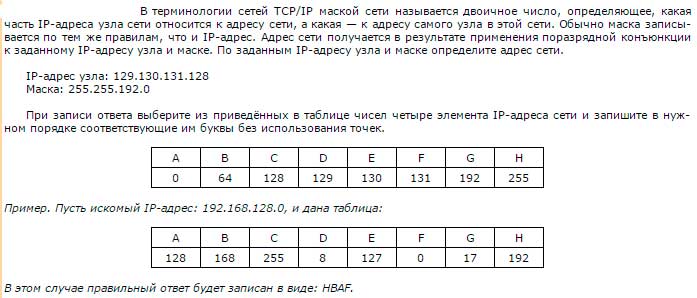 В терминологии сетей TCP/IP маской сети называется двоичное число, определяющее, какая
часть IP-адреса узла сети относится к адресу сети, а какая — к адресу самого узла в этой сети. Обычно маска записы-
вается по тем же правилам, что и IP-адрес. Адрес сети получается в результате применения поразрядной конъюнкции
к заданному IP-адресу узла и маске. По заданным IP-адресу узла и маске определите адрес сети.
IP-адрес узла: 129.130.131.128
Маска: 255.255.192.0
При записи ответа выберите из приведённых в таблице чисел четыре элемента IP-адреса сети и запишите в нуж-
ном порядке соответствующие им буквы без использования точек.
A B C D E F G H
0 64 128 129 130 131 192 255
Пример. Пусть искомый IP-адрес: 192.168.128.0, и дана таблица:
A B C D E F G H
128 168 255 8 127 0 17 192
В этом случае правильный ответ будет записан в виде: HBAF.